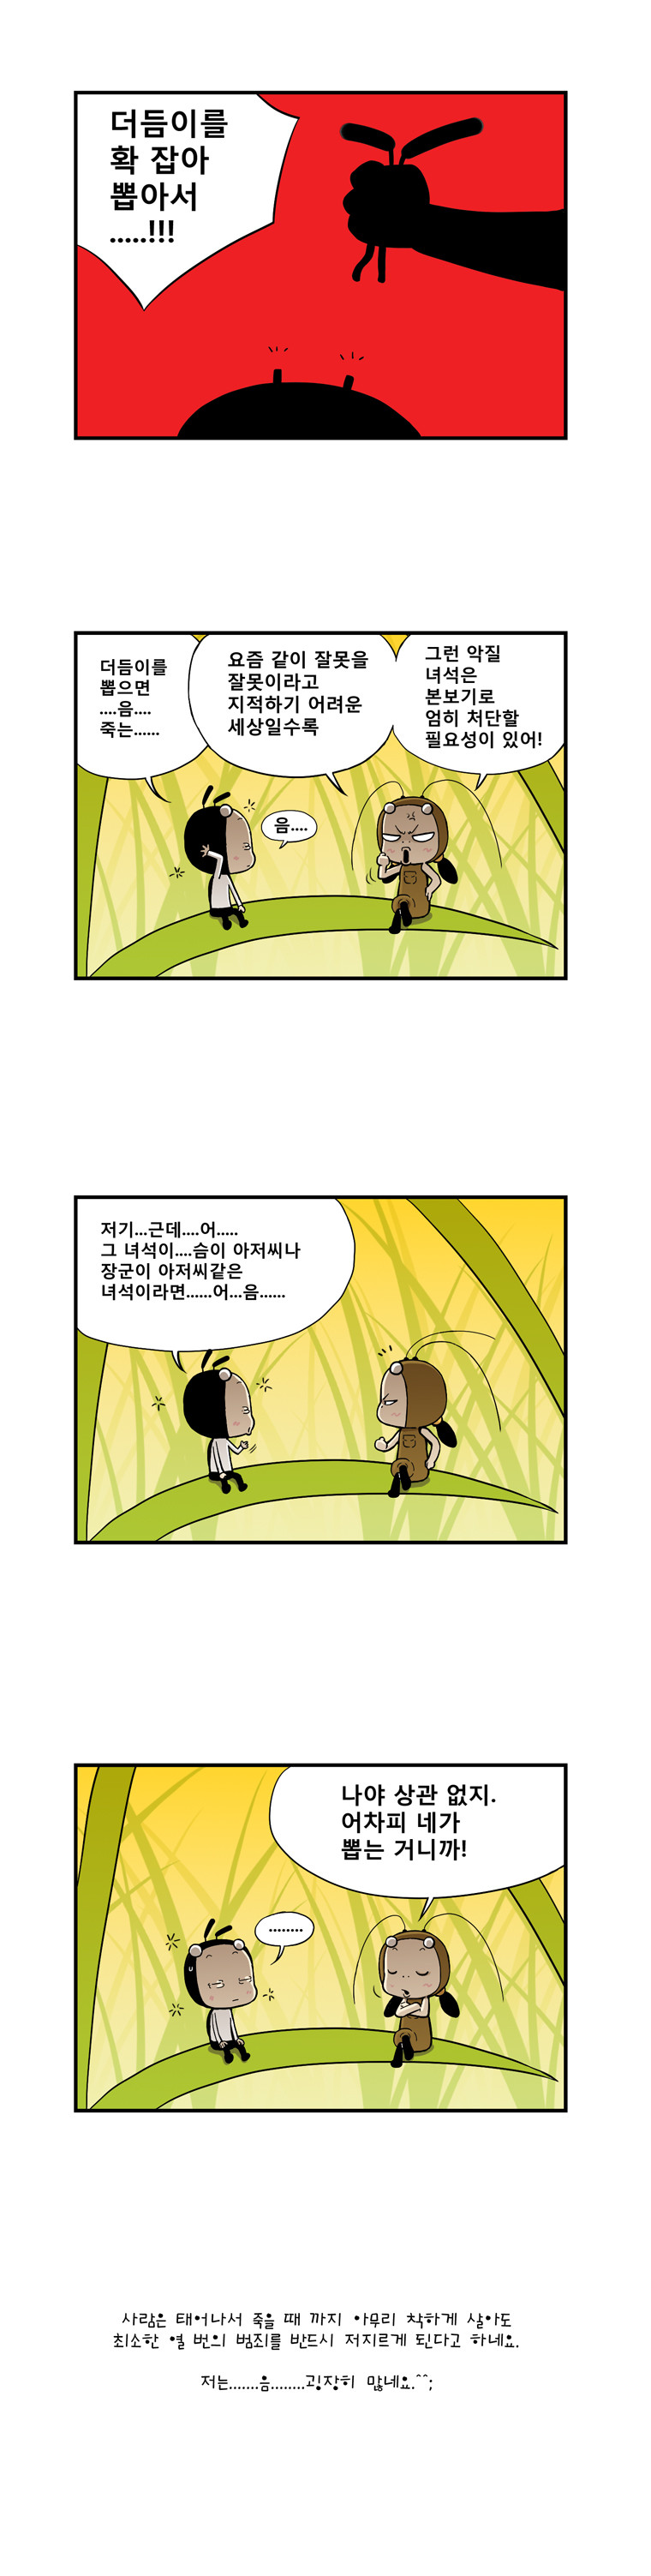 더듬이를
확 잡아
뽑아서
.....!!!
더듬이를
뽑으면
....음....
죽는......
요즘 같이 잘못을
잘못이라고
지적하기 어려운
세상일수록
그런 악질
녀석은
본보기로
엄히 처단할
필요성이 있어!
음....
저기...근데....어.....
그 녀석이....슴이 아저씨나
장군이 아저씨같은
녀석이라면......어...음......
나야 상관 없지.
어차피 네가
뽑는 거니까!
........
사람은 태어나서 죽을 때 까지 아무리 착하게 살아도
최소한 열 번의 범죄를 반드시 저지르게 된다고 하네요.
저는.......음........굉장히 많네요.^^;